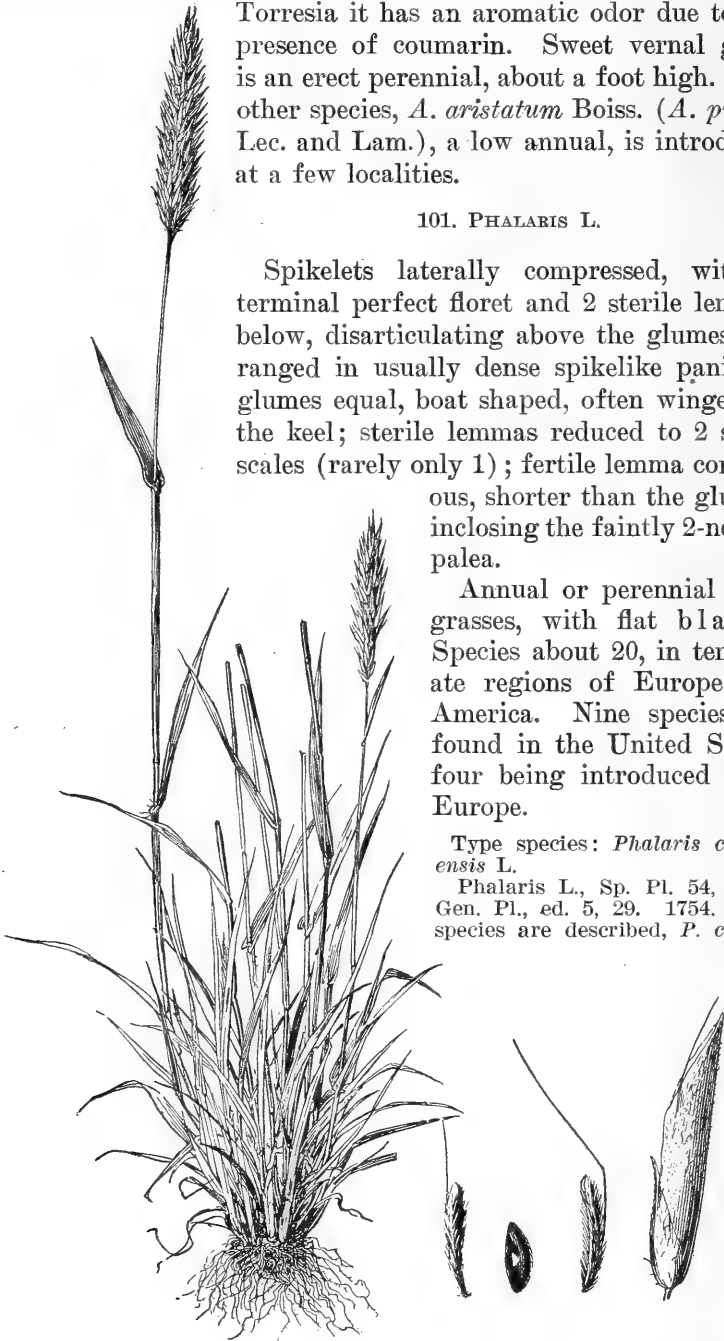 Torresia it has an aromatic odor due to
presence of coumarin. Sweet vernal g
is an erect perennial, about a foot high.
other species, A. aristatum Boiss. (A. p
Lec. and Lam.), a low annual, is introd
at a few localities.
101. PHALARIS L.
Spikelets laterally compressed, wit
terminal perfect floret and 2 sterile len
below, disarticulating above the glumes
ranged in usually dense spikelike pani
glumes equal, boat shaped, often winge
the keel; sterile lemmas reduced to 2 s
scales (rarely only 1); fertile lemma cor
ous, shorter than the glu
inclosing the faintly 2-ne
palea.
Annual or perennial
grasses, with flat bla
Species about 20, in ten
ate regions of Europe
America. Nine species
found in the United S
four being introduced
Europe.
Type species: Phalaris c
ensis L.
Phalaris L., Sp. Pl. 54,
Gen. Pl., ed. 5, 29. 1754.
species are described, P. c